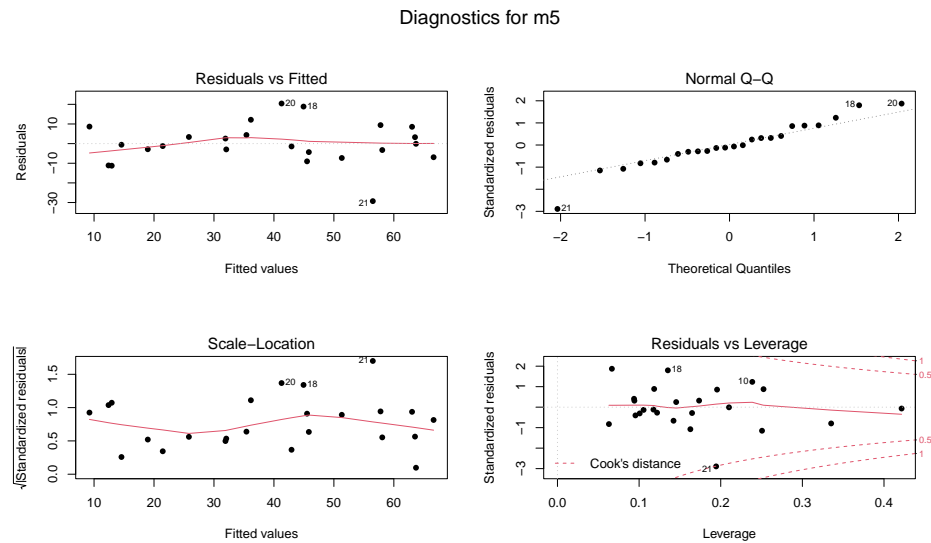 Diagnostics for m5
Residuals vs Fitted
Residuals
10
−10
−30
20
18
21
10 20 30 40 50 60
Fitted values
Normal Q−Q
Standardized residuals
2
1
0
−1
−3
18
20
21
−2 −1 0 1 2
Theoretical Quantiles
Scale−Location
√|Standardized residuals|
1.5
1.0
0.5
0.0
21
20
18
10 20 30 40 50 60
Fitted values
Residuals vs Leverage
Standardized residuals
2
0
−1
−3
18
10
21
1
0.5
0.5
1
Cook's distance
0.0 0.1 0.2 0.3 0.4
Leverage